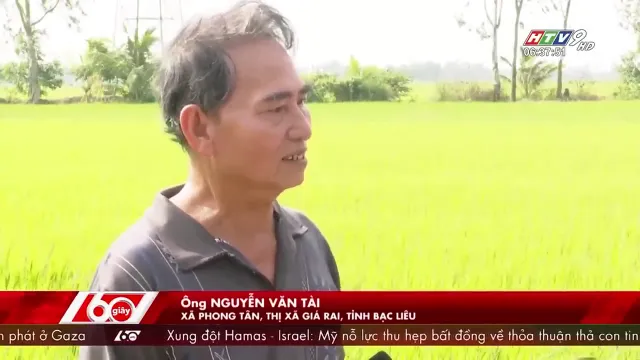 HTV9 HD
06:37:51
60 giây
Ông NGUYỄN VĂN TÀI
XÃ PHONG TÂN, THỊ XÃ GIÁ RAI, TỈNH BẠC LIÊU
phát ở Gaza 60 Xung đột Hamas - Israel: Mỹ nỗ lực thu hẹp bất đồng về thỏa thuận thả con tin